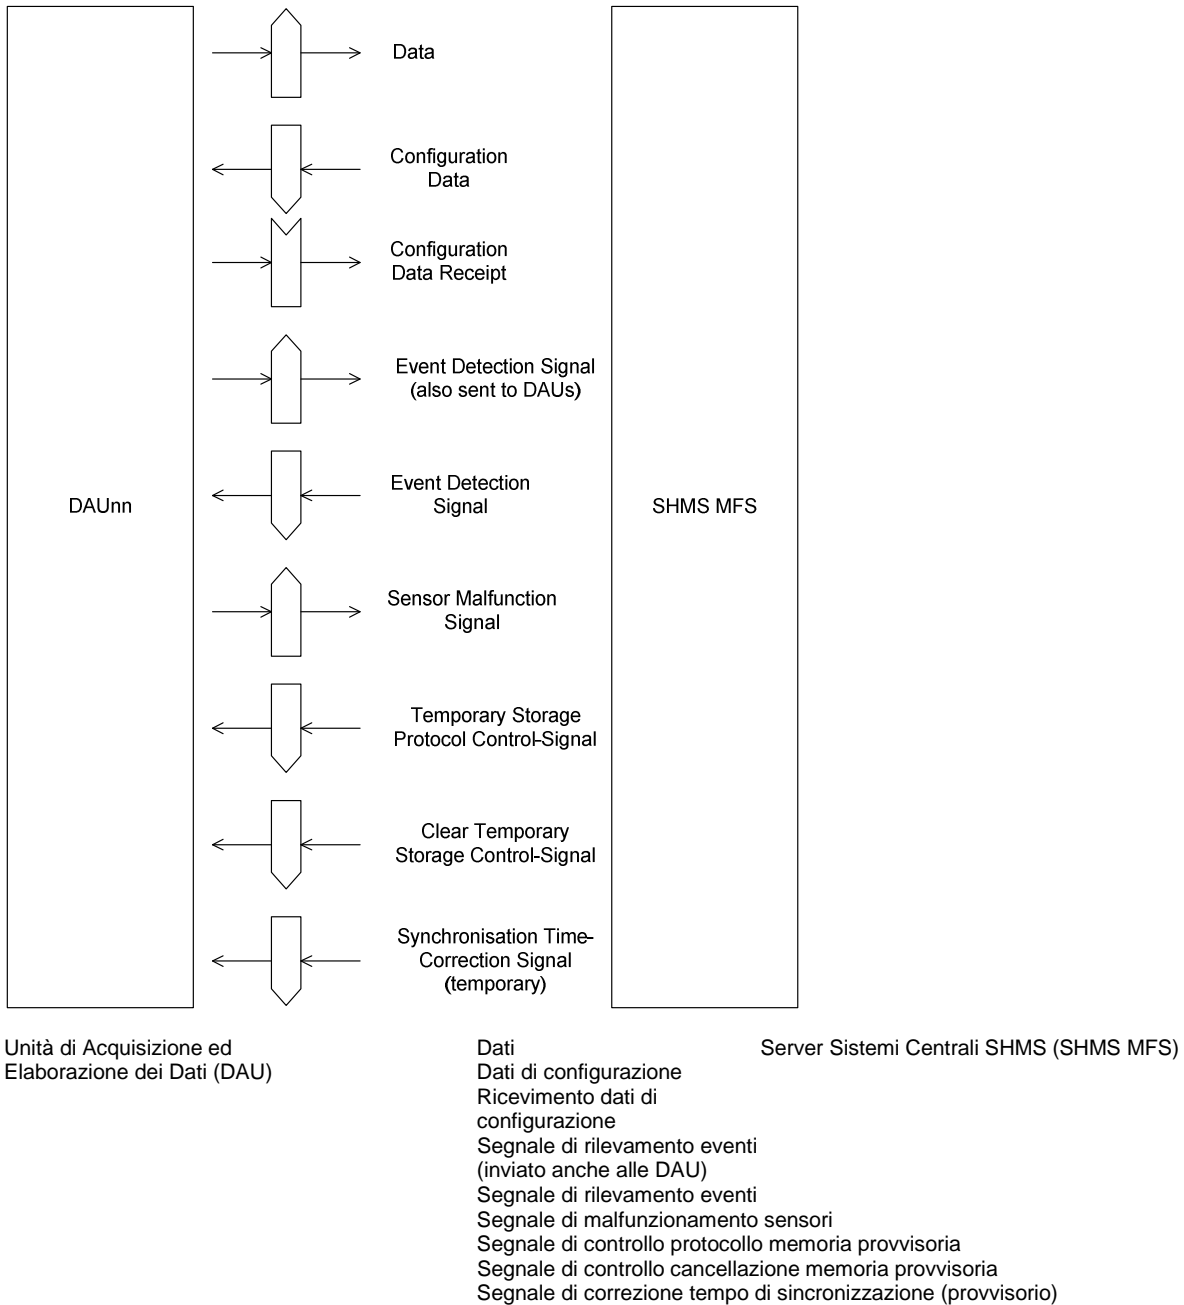 Data
Configuration
Data
Configuration
Data Receipt
Event Detection Signal
(also sent to DAUs)
Event Detection
Signal
DAUnn
SHMS MFS
Sensor Malfunction
Signal
Temporary Storage
Protocol Control-Signal
Clear Temporary
Storage Control-Signal
Synchronisation Time-
Correction Signal
(temporary)
Unità di Acquisizione ed
Elaborazione dei Dati (DAU)
Dati
Dati di configurazione
Ricevimento dati di
configurazione
Segnale di rilevamento eventi
(inviato anche alle DAU)
Segnale di rilevamento eventi
Segnale di malfunzionamento sensori
Segnale di controllo protocollo memoria provvisoria
Segnale di controllo cancellazione memoria provvisoria
Segnale di correzione tempo di sincronizzazione (provvisorio)
Server Sistemi Centrali SHMS (SHMS MFS)